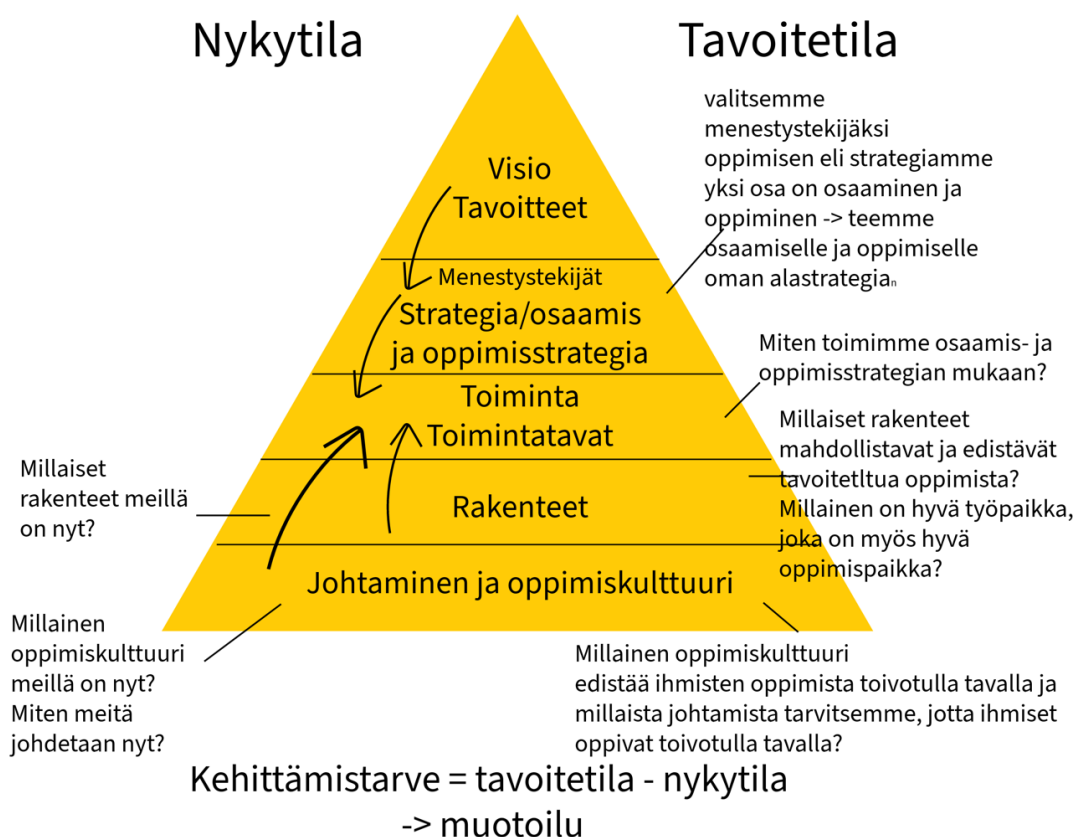 Nykytila
Tavoitetila
valitsemme
menestystekijäksi
oppimisen eli strategiamme
yksi osa on osaaminen ja
oppiminen -> teemme
osaamiselle ja oppimiselle
oman alastrategian
Visio
Tavoitteet
Menestystekijät
Strategia/osaamis
ja oppimisstrategia
Miten toimimme osaamis- ja
oppimisstrategian mukaan?
Toiminta
Toimintatavat
Millaiset rakenteet
mahdollistavat ja edistävät
tavoitetltua oppimista?
Millainen on hyvä työpaikka,
joka on myös hyvä
oppimispaikka?
Millaiset
rakenteet meillä
on nyt?
Rakenteet
Johtaminen ja oppimiskulttuuri
Millainen
oppimiskulttuuri
meillä on nyt?
Miten meitä
johdetaan nyt?
Millainen oppimiskulttuuri
edistää ihmisten oppimista toivotulla tavalla ja
millaista johtamista tarvitsemme, jotta ihmiset
oppivat toivotulla tavalla?
Kehittämistarve = tavoitetila - nykytila
-> muotoilu